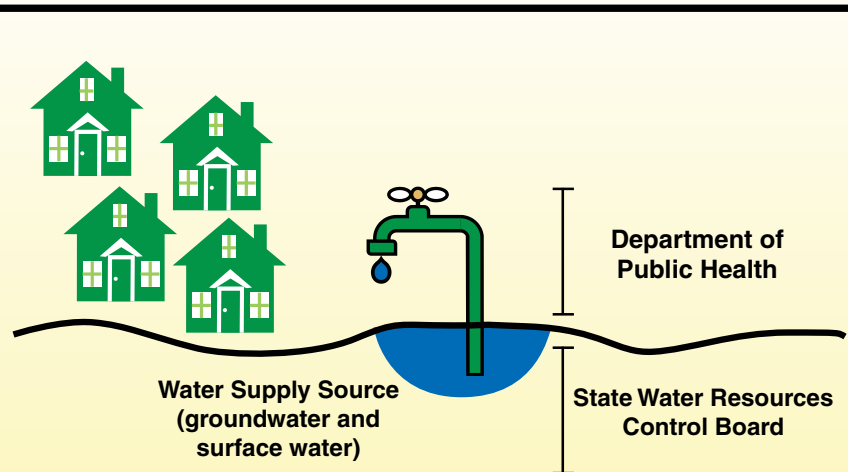 Department of
Public Health
Water Supply Source
(groundwater and
surface water)
State Water Resources
Control Board